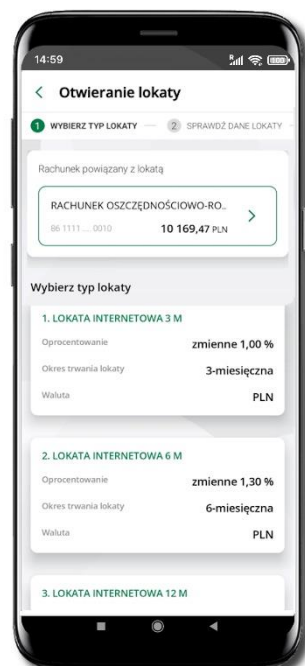 14:59
Otwieranie lokaty
1 WYBIERZ TYP LOKATY 2 SPRAWDŹ DANE LOKATY
Rachunek powiązany z lokatą
RACHUNEK OSZCZĘDNOŚCIOWO-RO..
86 1111 ... 0010 10 169,47 PLN
Wybierz typ lokaty
1. LOKATA INTERNETOWA 3 M
Oprocentowanie zmienne 1,00 %
Okres trwania lokaty 3-miesięczna
Waluta PLN
2. LOKATA INTERNETOWA 6 M
Oprocentowanie zmienne 1,30 %
Okres trwania lokaty 6-miesięczna
Waluta PLN
3. LOKATA INTERNETOWA 12 M